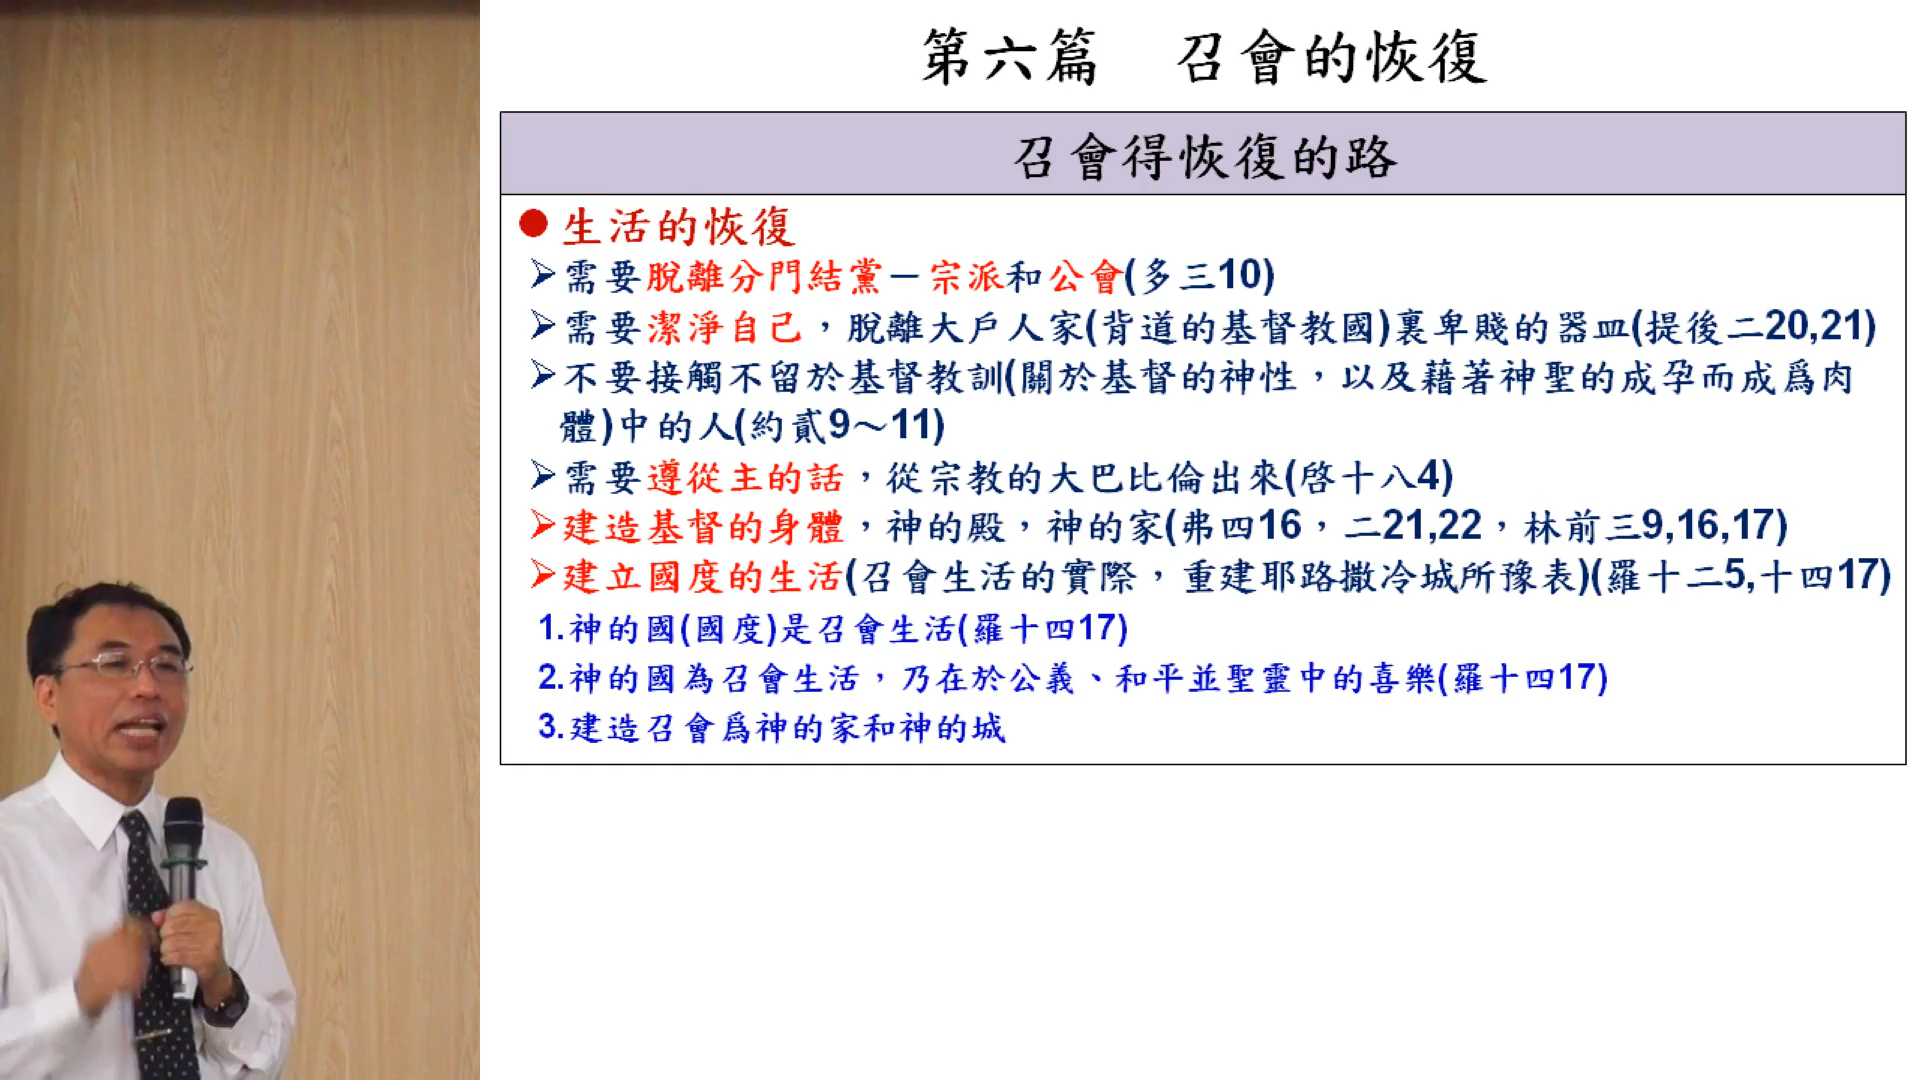 第六篇 召會的恢復
召會得恢復的路
生活的恢復
需要脫離分門結黨－宗派和公會(多三10)
需要潔淨自己，脫離大戶人家(背道的基督教國)裏卑賤的器皿(提後二20,21)
不要接觸不留於基督教訓(關於基督的神性，以及藉著神聖的成孕而成爲肉
體)中的人(約貳9～11)
需要遵從主的話，從宗教的大巴比倫出來(啓十八4)
建造基督的身體，神的殿，神的家(弗四16，二21,22，林前三9,16,17)
建立國度的生活(召會生活的實際，重建耶路撒冷城所豫表)(羅十二5,十四17)
1.神的國(國度)是召會生活(羅十四17)
2.神的國為召會生活，乃在於公義、和平並聖靈中的喜樂(羅十四17)
3.建造召會爲神的家和神的城